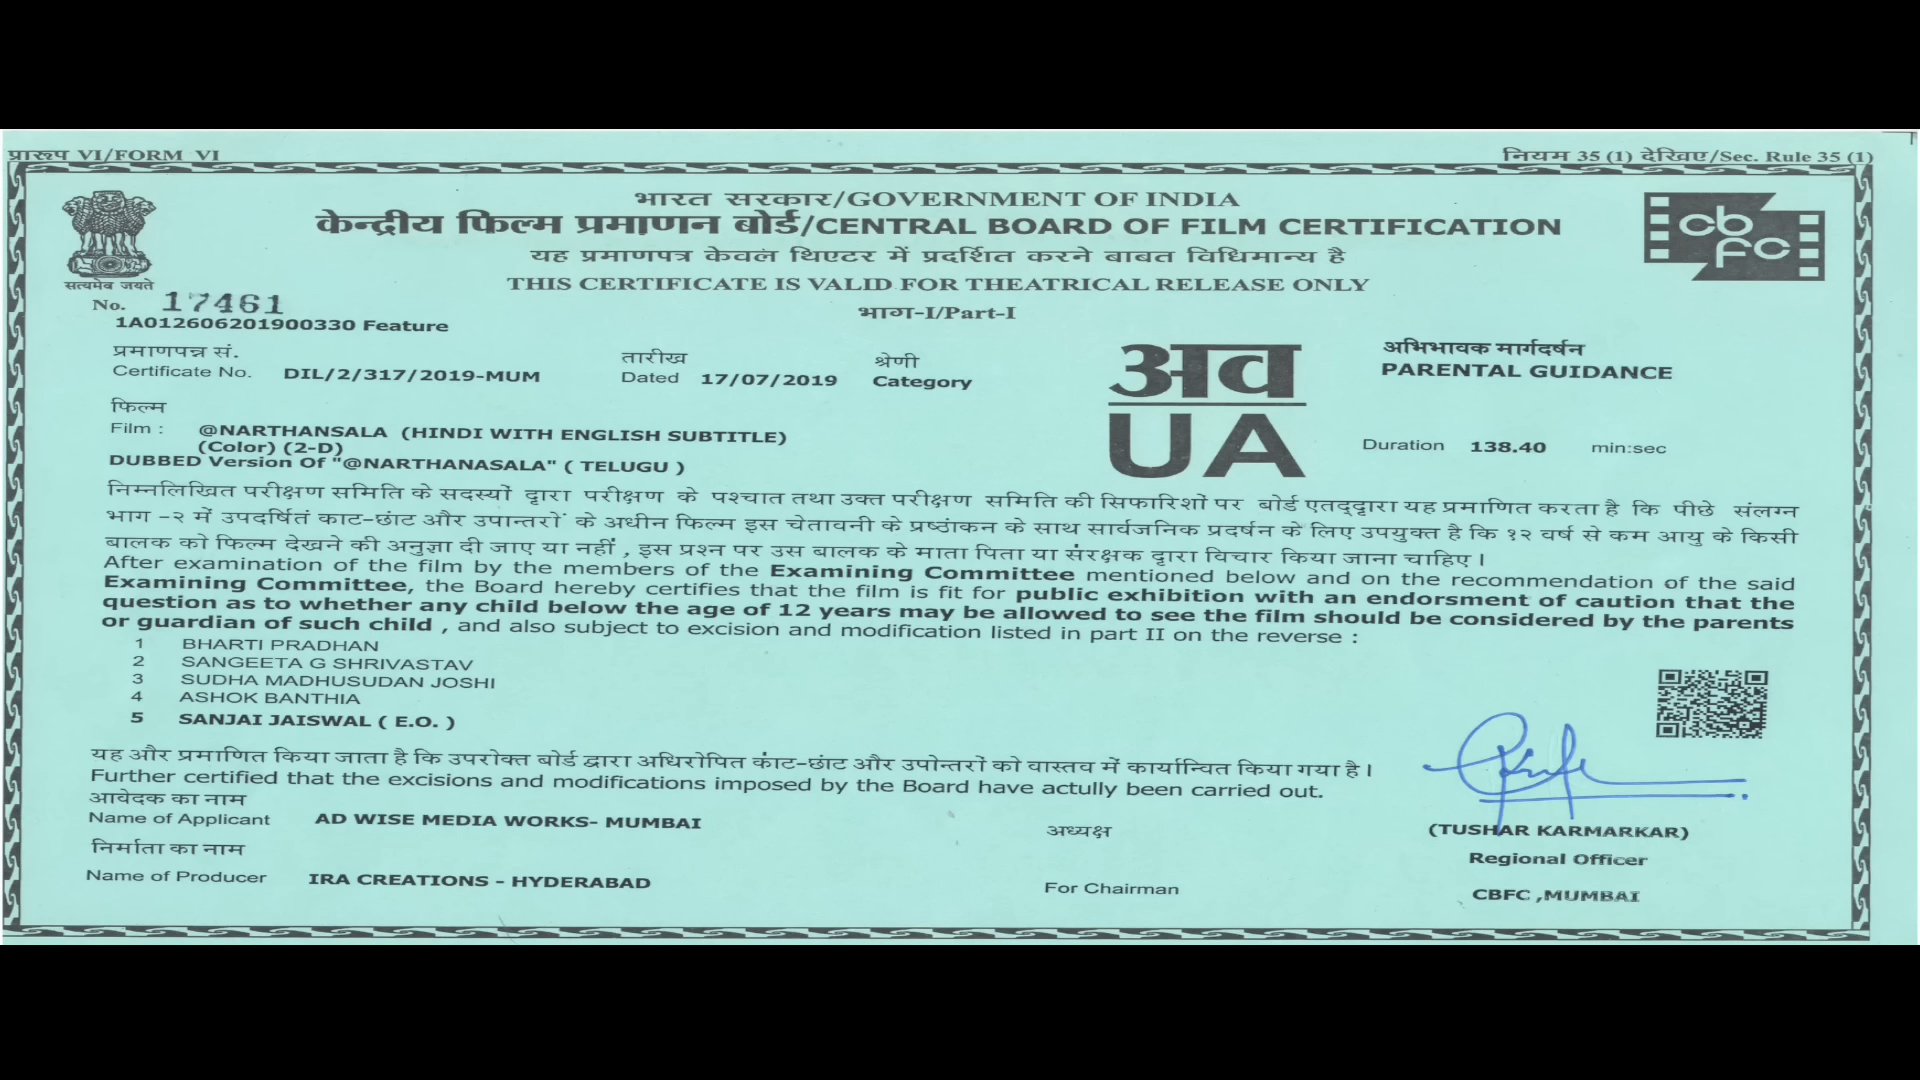 प्रारूप VI/FORM VI
नियम 35 (1) देखिए/Sec. Rule 35 (1)
भारत सरकार/GOVERNMENT OF INDIA
केन्द्रीय फिल्म प्रमाणन बोर्ड/CENTRAL BOARD OF FILM CERTIFICATION
cbfc
यह प्रमाणपत्र केवल थिएटर में प्रदर्शित करने बाबत विधिमान्य है
सत्यमेव जयते
THIS CERTIFICATE IS VALID FOR THEATRICAL RELEASE ONLY
No. 17461
भाग-I/Part-I
1A012606201900330 Feature
प्रमाणपत्र सं.
Certificate No. DIL/2/317/2019-MUM
तारीख
Dated 17/07/2019
श्रेणी
Category
अव
UA
अभिभावक मार्गदर्षन
PARENTAL GUIDANCE
फिल्म
Film : @NARTHANSALA (HINDI WITH ENGLISH SUBTITLE)
(Color) (2-D)
Duration 138.40 min:sec
DUBBED Version Of "@NARTHANASALA" ( TELUGU )
निम्नलिखित परीक्षण समिति के सदस्यों द्वारा परीक्षण के पश्चात तथा उक्त परीक्षण समिति की सिफारिशों पर बोर्ड एतद्द्वारा यह प्रमाणित करता है कि पीछे संलग्न
भाग -२ में उपदर्षितं काट-छांट और उपान्तरों के अधीन फिल्म इस चेतावनी के प्रष्ठांकन के साथ सार्वजनिक प्रदर्षन के लिए उपयुक्त है कि १२ वर्ष से कम आयु के किसी
बालक को फिल्म देखने की अनुज्ञा दी जाए या नहीं , इस प्रश्न पर उस बालक के माता पिता या संरक्षक द्वारा विचार किया जाना चाहिए ।
After examination of the film by the members of the Examining Committee mentioned below and on the recommendation of the said
Examining Committee, the Board hereby certifies that the film is fit for public exhibition with an endorsment of caution that the
question as to whether any child below the age of 12 years may be allowed to see the film should be considered by the parents
or guardian of such child , and also subject to excision and modification listed in part II on the reverse :
1 BHARTI PRADHAN
2 SANGEETA G SHRIVASTAV
3 SUDHA MADHUSUDAN JOSHI
4 ASHOK BANTHIA
5 SANJAI JAISWAL ( E.O. )
यह और प्रमाणित किया जाता है कि उपरोक्त बोर्ड द्वारा अधिरोपित कांट-छांट और उपोन्तरों को वास्तव में कार्यान्वित किया गया है ।
Further certified that the excisions and modifications imposed by the Board have actully been carried out.
आवेदक का नाम
Name of Applicant AD WISE MEDIA WORKS- MUMBAI
अध्यक्ष
(TUSHAR KARMARKAR)
निर्माता का नाम
Regional Officer
Name of Producer IRA CREATIONS - HYDERABAD
For Chairman
CBFC ,MUMBAI